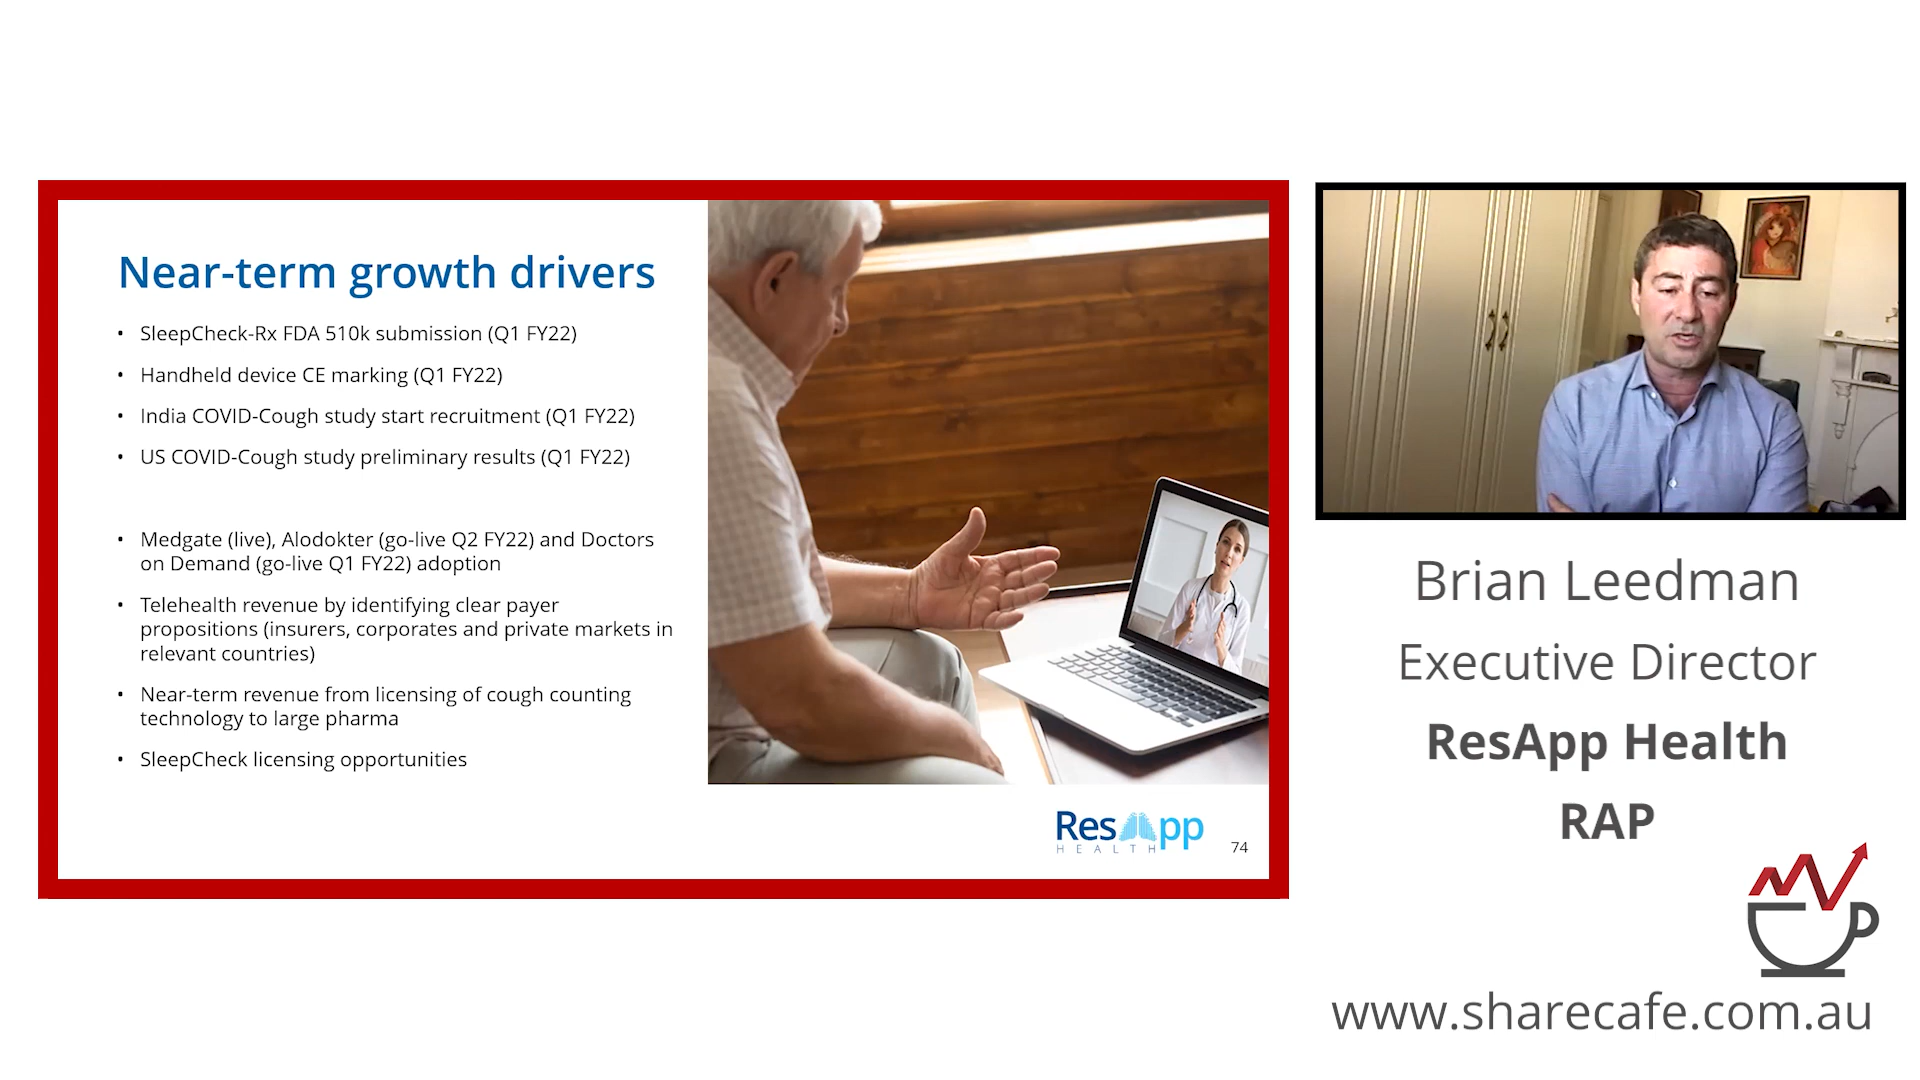 Near-term growth drivers
• SleepCheck-Rx FDA 510k submission (Q1 FY22)
• Handheld device CE marking (Q1 FY22)
• India COVID-Cough study start recruitment (Q1 FY22)
• US COVID-Cough study preliminary results (Q1 FY22)
• Medgate (live), Alodokter (go-live Q2 FY22) and Doctors
on Demand (go-live Q1 FY22) adoption
• Telehealth revenue by identifying clear payer
propositions (insurers, corporates and private markets in
relevant countries)
• Near-term revenue from licensing of cough counting
technology to large pharma
• SleepCheck licensing opportunities
ResApp
HEALTH
74
Brian Leedman
Executive Director
ResApp Health
RAP
www.sharecafe.com.au